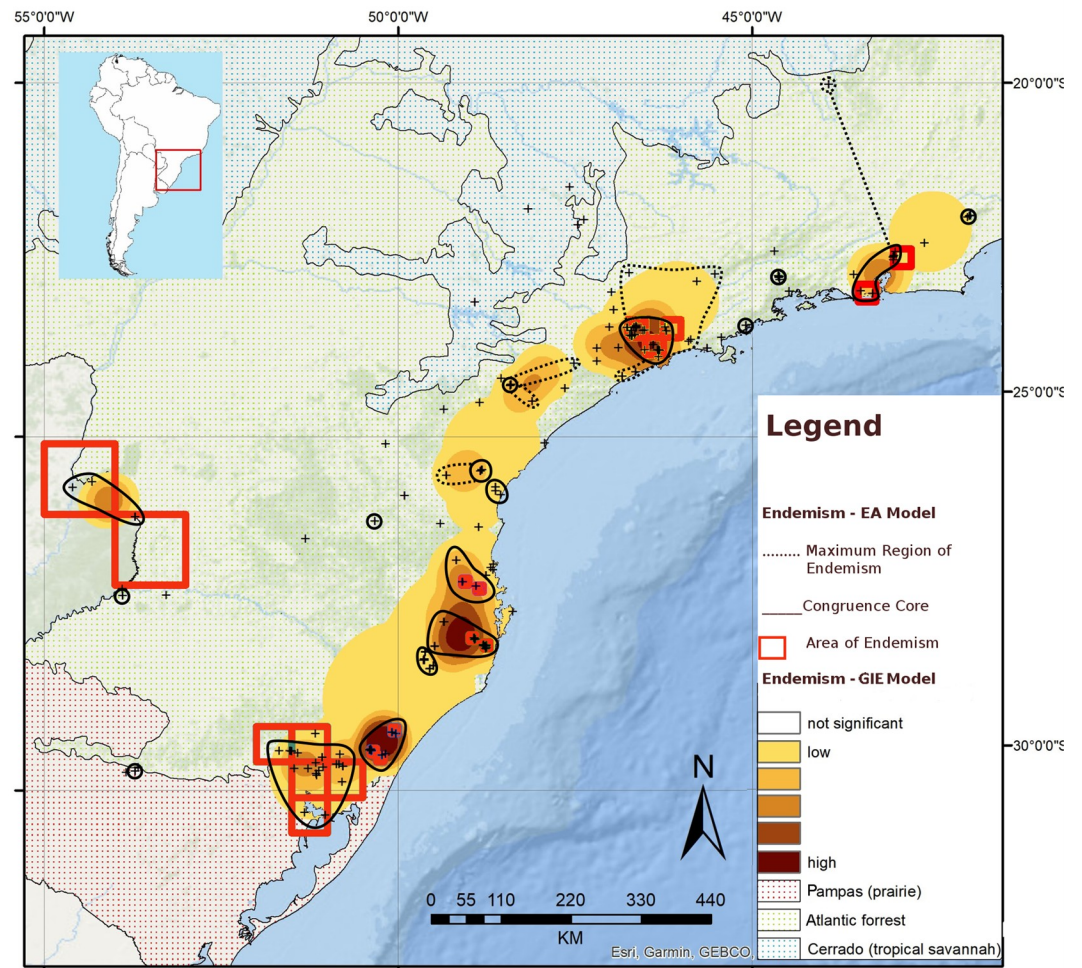 55°0'0"W
50°0'0"W
45°0'0"W
20°0'0"S
25°0'0"S
30°0'0"S
Legend
Endemism - EA Model
......... Maximum Region of
Endemism
Congruence Core
Area of Endemism
Endemism - GIE Model
not significant
low
high
Pampas (prairie)
Atlantic forrest
Cerrado (tropical savannah)
N
0 55 110 220 330 440
KM
Esri, Garmin, GEBCO,